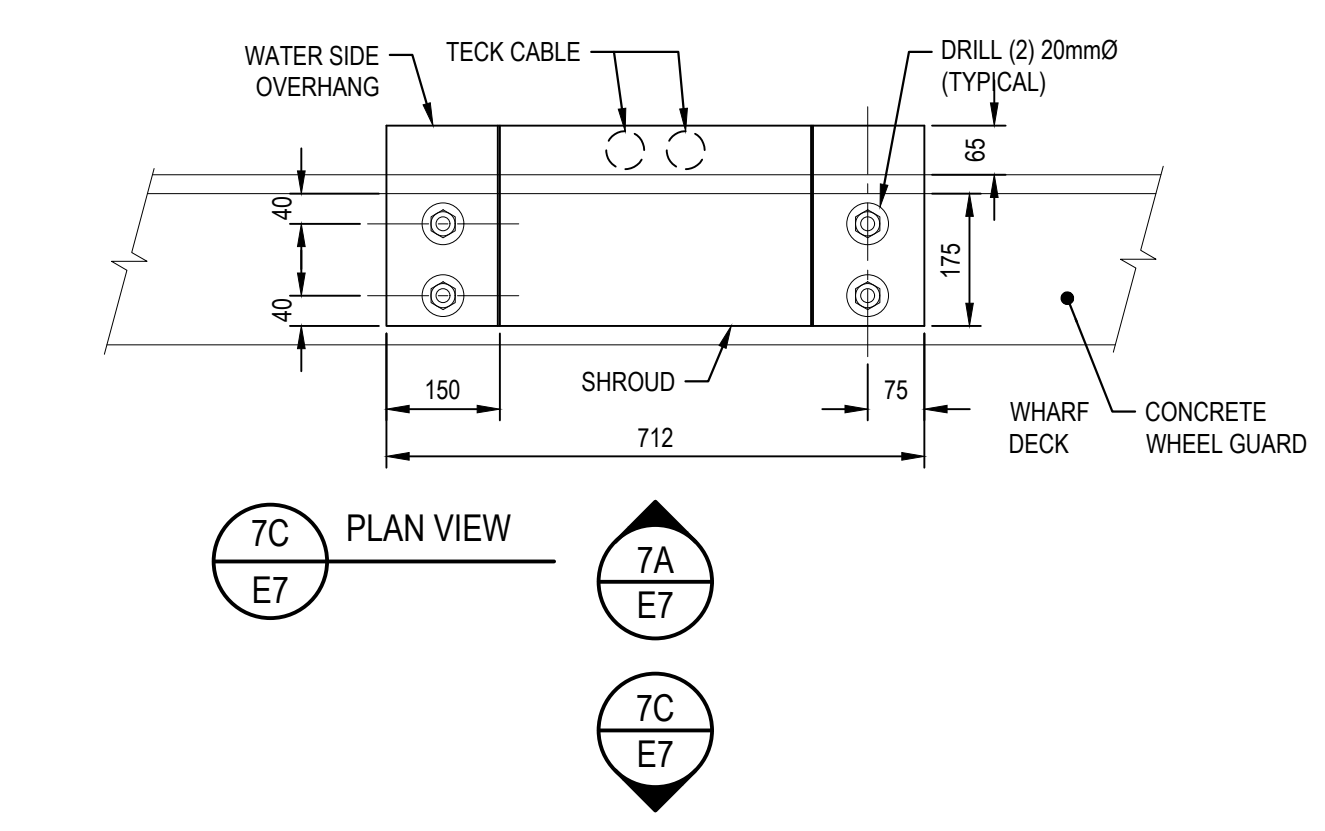 WATER SIDE
OVERHANG
TECK CABLE
DRILL (2) 20mmØ
(TYPICAL)
65
40
175
40
150
SHROUD
75
712
WHARF
DECK
CONCRETE
WHEEL GUARD
7C
E7
PLAN VIEW
7A
E7
7C
E7